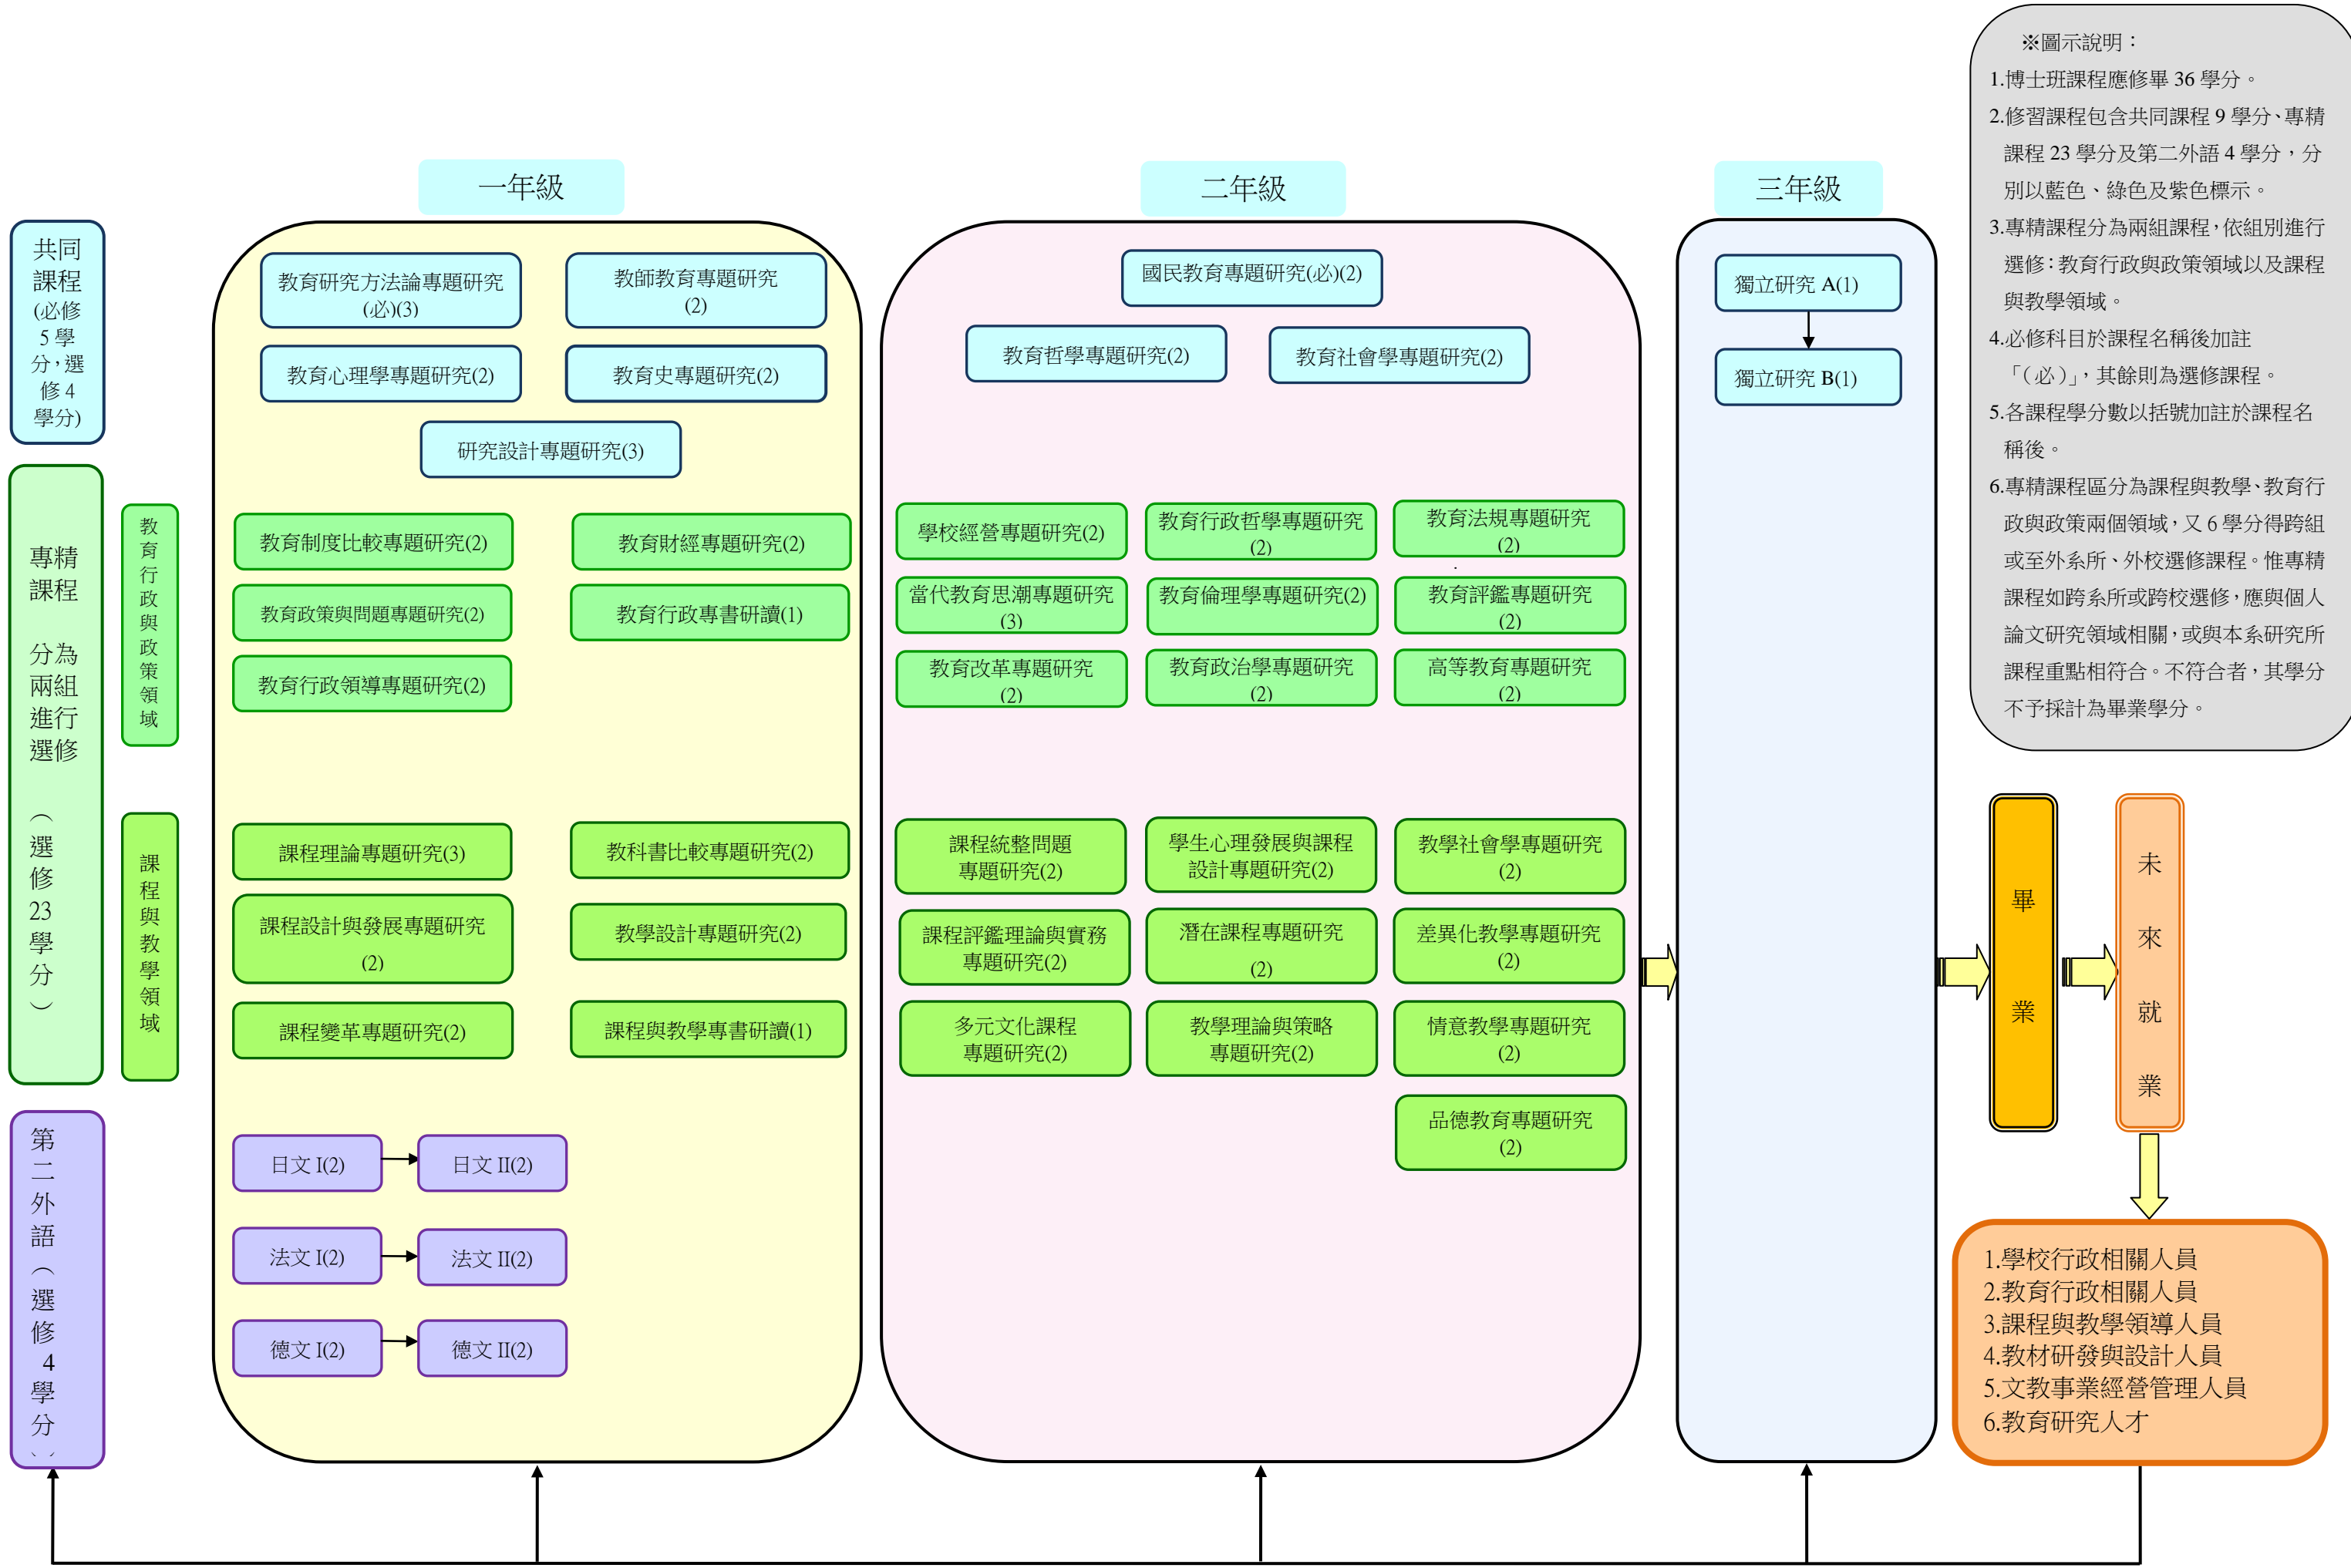 ※圖示說明：
1.博士班課程應修畢 36 學分。
2.修習課程包含共同課程 9 學分、專精
課程 23 學分及第二外語 4 學分，分
別以藍色、綠色及紫色標示。
3.專精課程分為兩組課程，依組別進行
選修：教育行政與政策領域以及課程
與教學領域。
4.必修科目於課程名稱後加註
「（必）」，其餘則為選修課程。
5.各課程學分數以括號加註於課程名
稱後。
6.專精課程區分為課程與教學、教育行
政與政策兩個領域，又 6 學分得跨組
或至外系所、外校選修課程。惟專精
課程如跨系所或跨校選修，應與個人
論文研究領域相關，或與本系研究所
課程重點相符合。不符合者，其學分
不予採計為畢業學分。
一年級
二年級
三年級
共同
課程
(必修
5 學
分，選
修 4
學分)
教育研究方法論專題研究
(必)(3)
教師教育專題研究
(2)
教育心理學專題研究(2)
教育史專題研究(2)
研究設計專題研究(3)
國民教育專題研究(必)(2)
教育哲學專題研究(2)
教育社會學專題研究(2)
獨立研究 A(1)
獨立研究 B(1)
專精
課程
分為
兩組
進行
選修
（選修 23 學分）
教育行政與政策領域
教育制度比較專題研究(2)
教育財經專題研究(2)
教育政策與問題專題研究(2)
教育行政專書研讀(1)
教育行政領導專題研究(2)
學校經營專題研究(2)
教育行政哲學專題研究
(2)
教育法規專題研究
(2)
當代教育思潮專題研究
(3)
教育倫理學專題研究(2)
教育評鑑專題研究
(2)
教育改革專題研究
(2)
教育政治學專題研究
(2)
高等教育專題研究
(2)
課程與教學領域
課程理論專題研究(3)
教科書比較專題研究(2)
課程設計與發展專題研究
(2)
教學設計專題研究(2)
課程變革專題研究(2)
課程與教學專書研讀(1)
課程統整問題
專題研究(2)
學生心理發展與課程
設計專題研究(2)
教學社會學專題研究
(2)
課程評鑑理論與實務
專題研究(2)
潛在課程專題研究
(2)
差異化教學專題研究
(2)
多元文化課程
專題研究(2)
教學理論與策略
專題研究(2)
情意教學專題研究
(2)
品德教育專題研究
(2)
第二外語（選修 4 學分）
日文 I(2)
日文 II(2)
法文 I(2)
法文 II(2)
德文 I(2)
德文 II(2)
畢業
未來就業
1.學校行政相關人員
2.教育行政相關人員
3.課程與教學領導人員
4.教材研發與設計人員
5.文教事業經營管理人員
6.教育研究人才